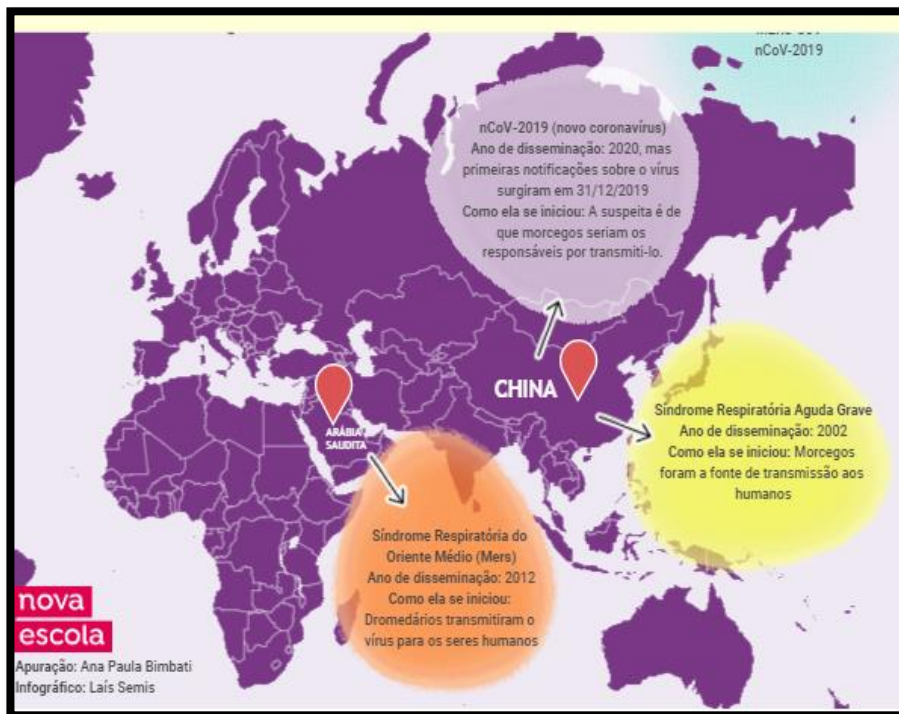 nCoV-2019
nCoV-2019 (novo coronavírus)
Ano de disseminação: 2020, mas
primeiras notificações sobre o vírus
surgiram em 31/12/2019
Como ela se iniciou: A suspeita é de
que morcegos seriam os
responsáveis por transmiti-lo.
CHINA
ARÁBIA
SAUDITA
Síndrome Respiratória Aguda Grave
Ano de disseminação: 2002
Como ela se iniciou: Morcegos
foram a fonte de transmissão aos
humanos
Síndrome Respiratória do
Oriente Médio (Mers)
Ano de disseminação: 2012
Como ela se iniciou:
Dromedários transmitiram o
vírus para os seres humanos
nova
escola
Apuração: Ana Paula Bimbati
Infográfico: Laís Semis